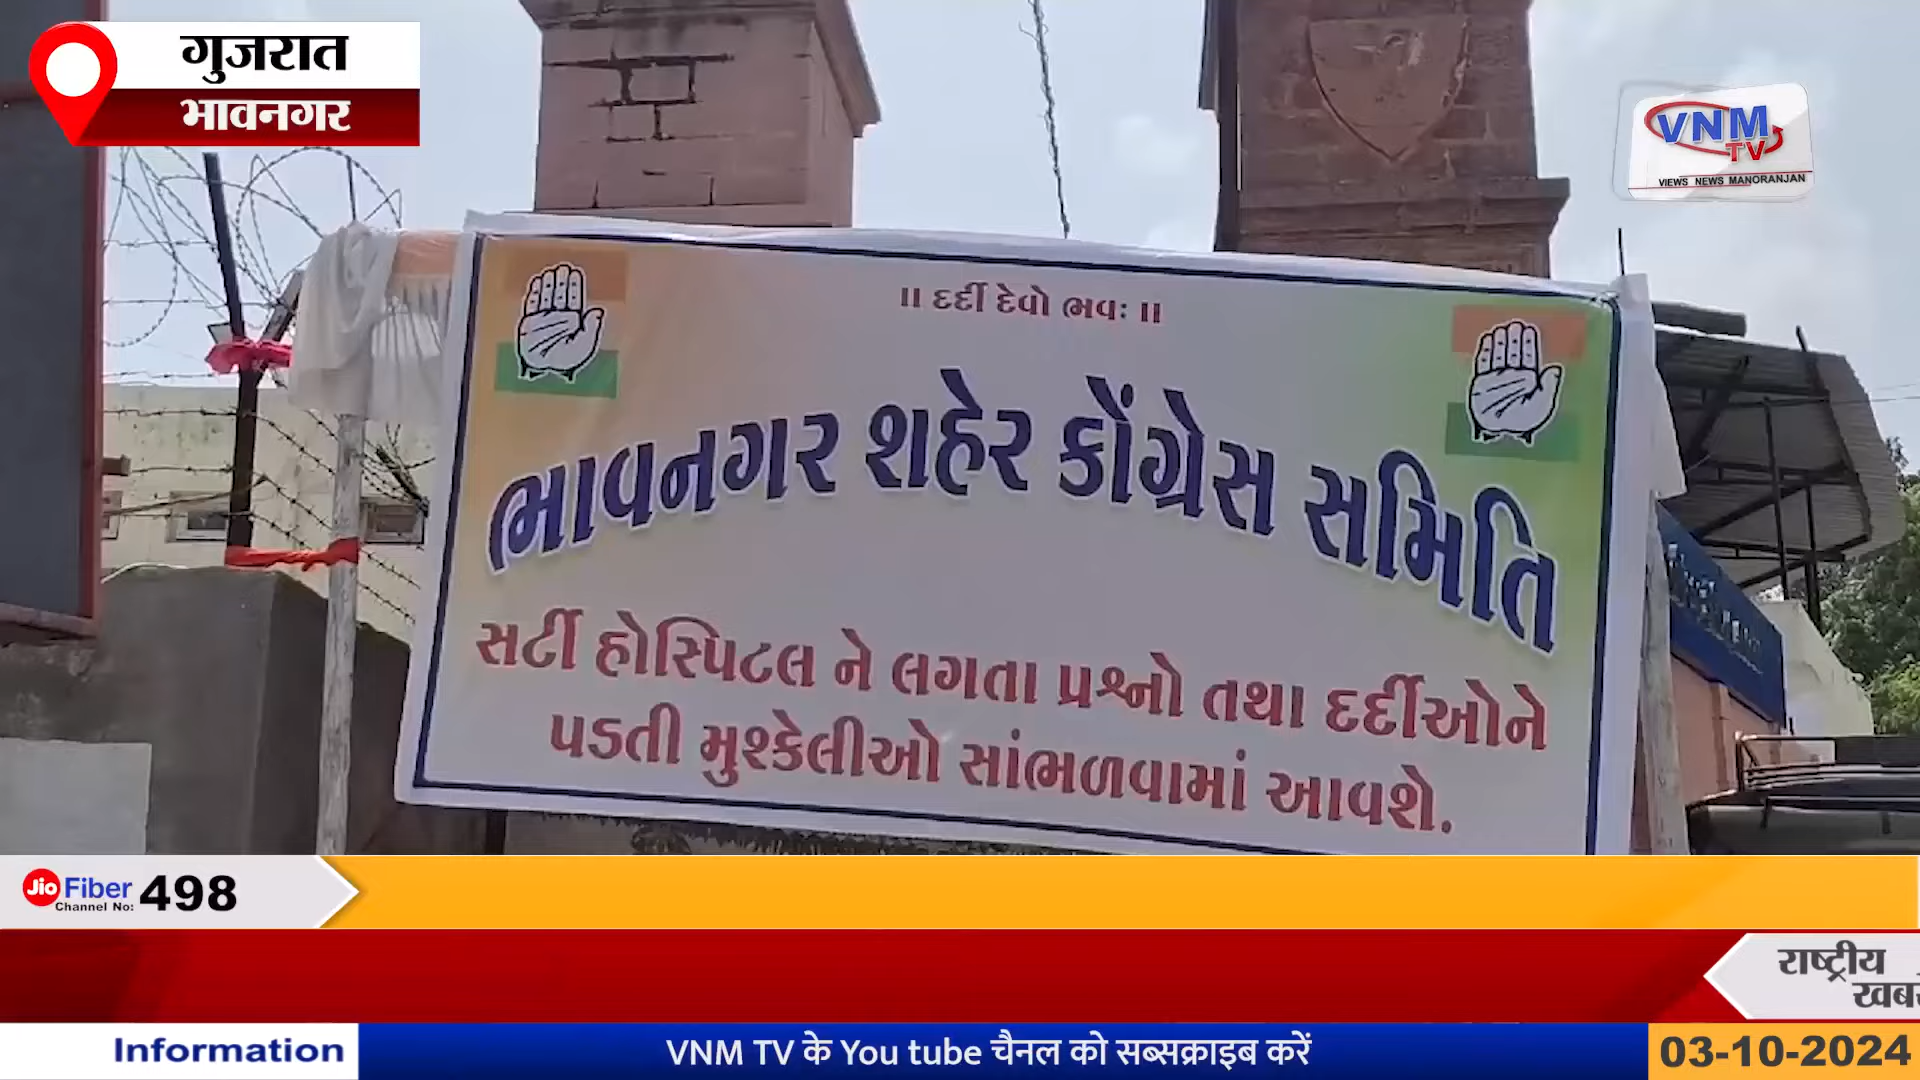 गुजरात
भावनगर
VNM
TV
VIEWS NEWS MANORANJAN
॥ દર્દી દેવો ભવઃ ॥
ભાવનગર શહેર કોંગ્રેસ સમિતિ
સર્ટી હોસ્પિટલ ને લગતા પ્રશ્નો તથા દર્દીઓને
પડતી મુશ્કેલીઓ સાંભળવામાં આવશે.
Jio Fiber
Channel No: 498
राष्ट्रीय
Information
VNM TV के You tube चैनल को सब्सक्राइब करें
03-10-2024